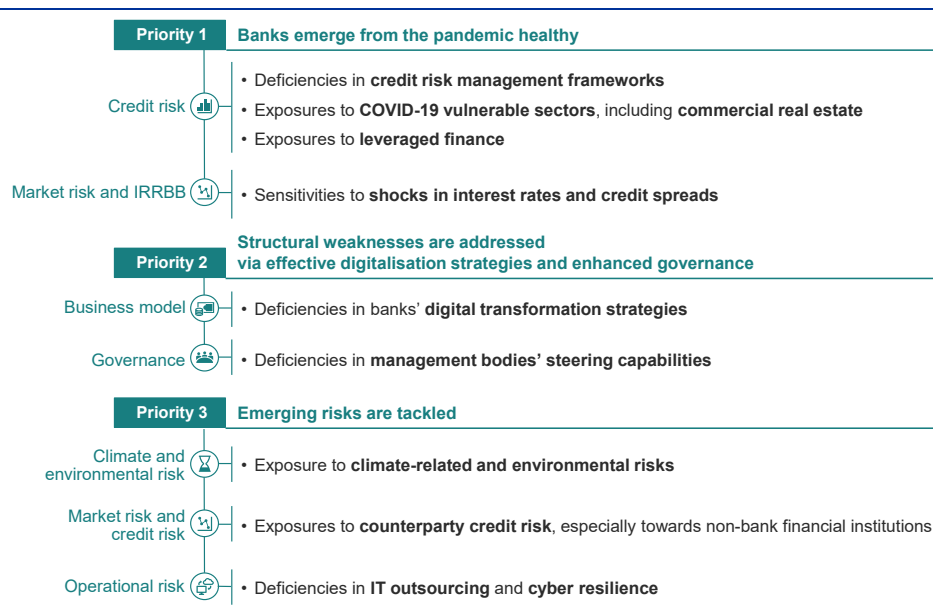 Priority 1 Banks emerge from the pandemic healthy
Credit risk
• Deficiencies in credit risk management frameworks
• Exposures to COVID-19 vulnerable sectors, including commercial real estate
• Exposures to leveraged finance
Market risk and IRRBB • Sensitivities to shocks in interest rates and credit spreads
Priority 2
Structural weaknesses are addressed
via effective digitalisation strategies and enhanced governance
Business model • Deficiencies in banks’ digital transformation strategies
Governance • Deficiencies in management bodies’ steering capabilities
Priority 3 Emerging risks are tackled
Climate and
environmental risk
• Exposure to climate-related and environmental risks
Market risk and
credit risk
• Exposures to counterparty credit risk, especially towards non-bank financial institutions
Operational risk • Deficiencies in IT outsourcing and cyber resilience